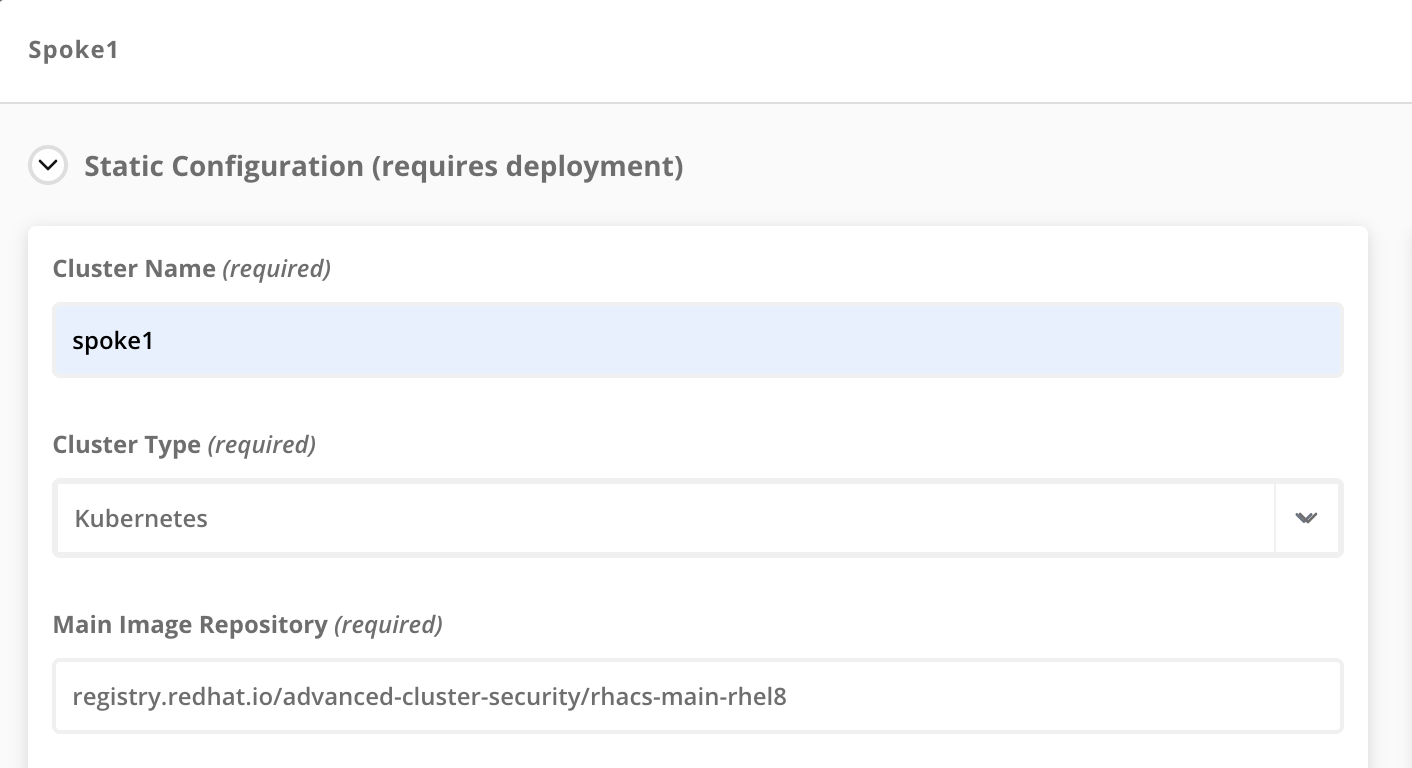 Spoke1
Static Configuration (requires deployment)
Cluster Name (required)
spoke1
Cluster Type (required)
Kubernetes
Main Image Repository (required)
registry.redhat.io/advanced-cluster-security/rhacs-main-rhel8